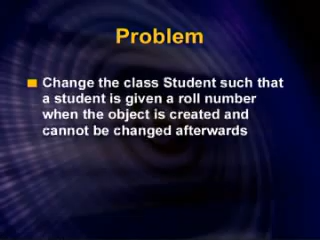 Problem
Change the class Student such that
a student is given a roll number
when the object is created and
cannot be changed afterwards